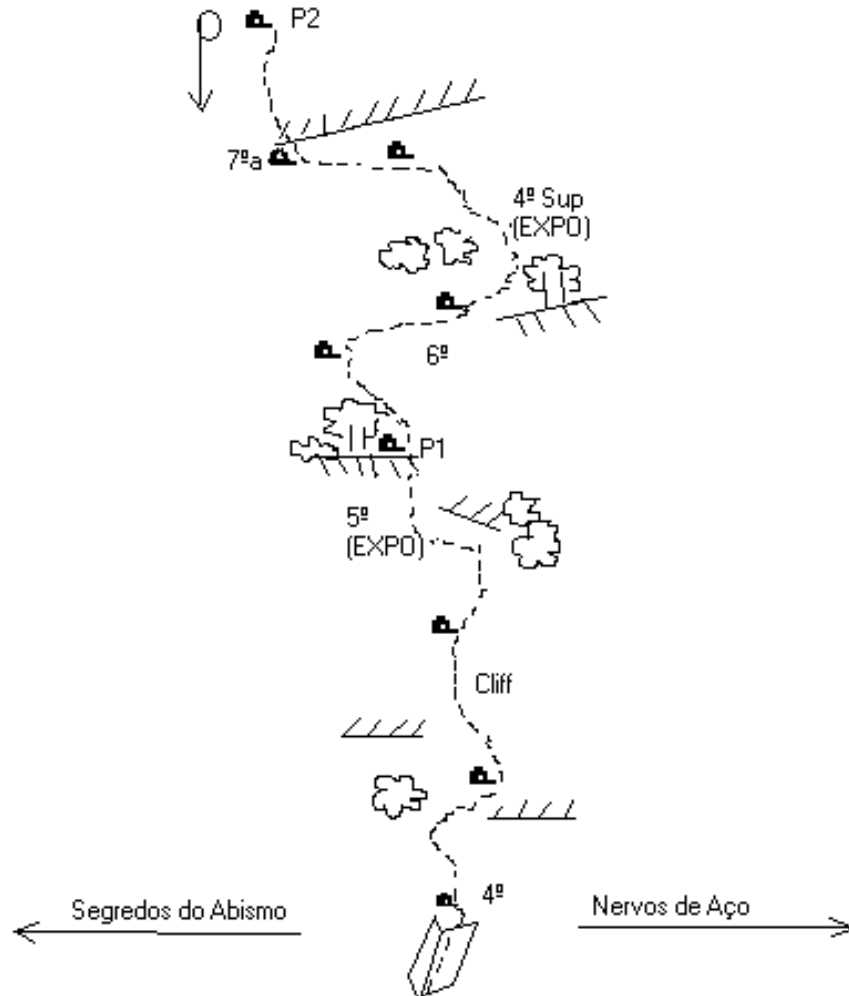 P2
7ºa
4º Sup
(EXPO)
6º
P1
5º
(EXPO)
Cliff
4º
Segredos do Abismo
Nervos de Aço